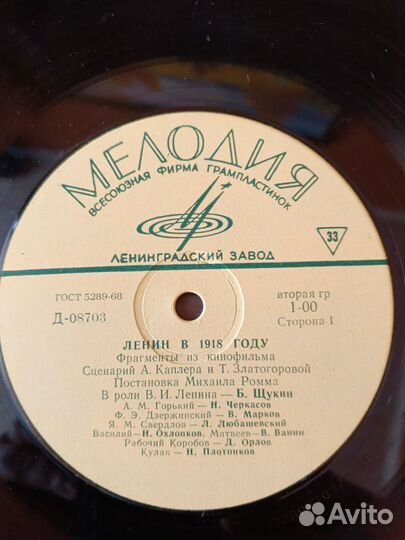 МЕЛОДИЯ
ВСЕСОЮЗНАЯ ФИРМА ГРАМПЛАСТИНОК
33
ЛЕНИНГРАДСКИЙ ЗАВОД
ГОСТ 5289-68
вторая гр
Д-08703
1-00
Сторона 1
ЛЕНИН В 1918 ГОДУ
Фрагменты из кинофильма
Сценарий А. Каплера и Т. Златогоровой
Постановка Михаила Ромма
В роли В. И. Ленина — Б. Щукин
А. М. Горький — Н. Черкасов
Ф. Э. Дзержинский — В. Марков
Я. М. Свердлов — Л. Любашевский
Василий—Н. Охлопков, Матвеев—В. Ванин
Рабочий Коробов — Д. Орлов
Кулак — Н. Плотников
Avito